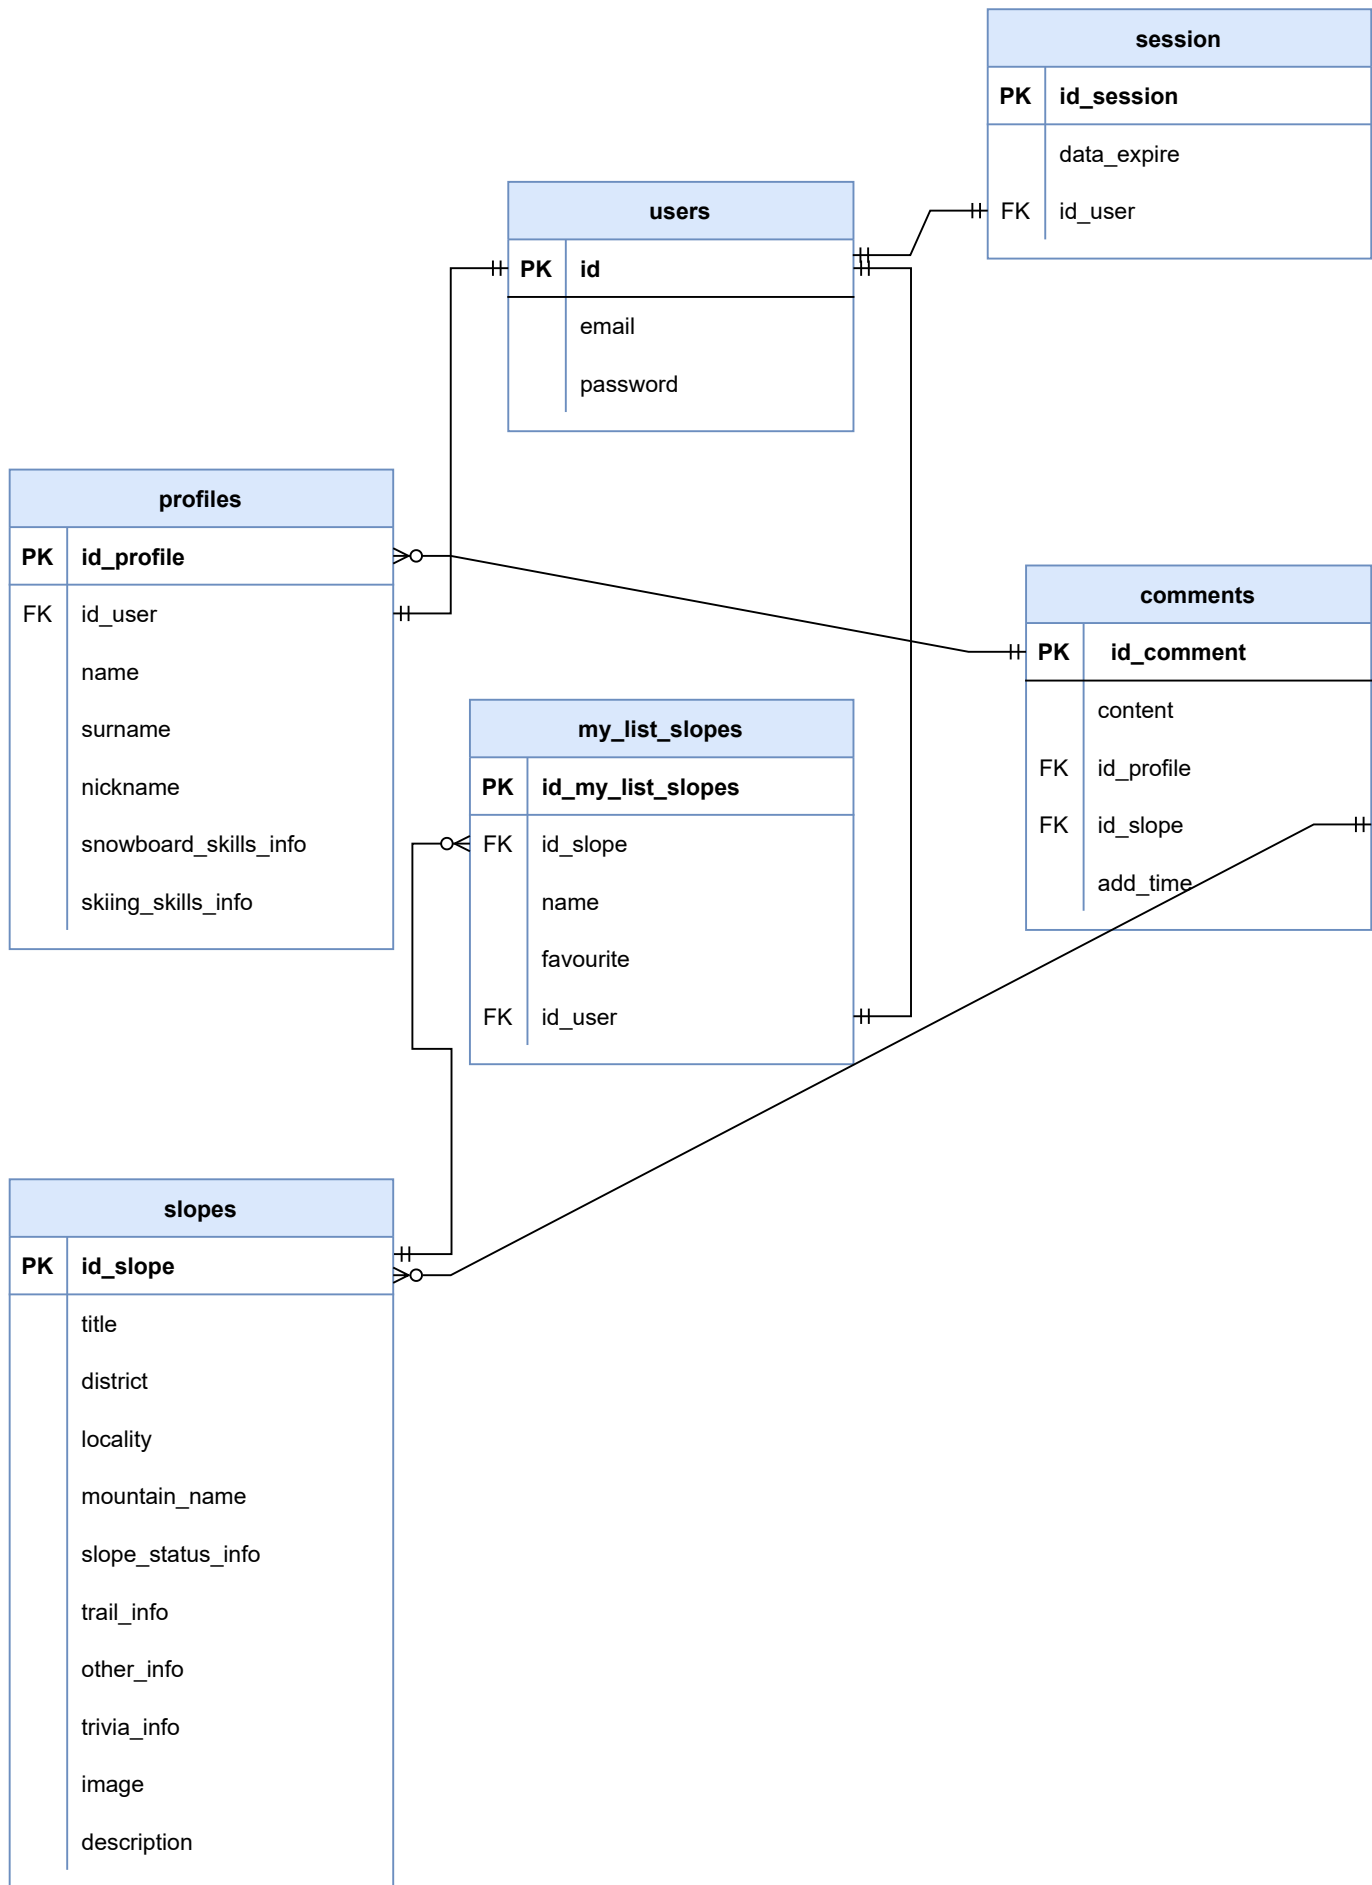 session
PK id_session
data_expire
FK id_user
users
PK id
email
password
profiles
PK id_profile
FK id_user
name
surname
nickname
snowboard_skills_info
skiing_skills_info
comments
PK id_comment
content
FK id_profile
FK id_slope
add_time
my_list_slopes
PK id_my_list_slopes
FK id_slope
name
favourite
FK id_user
slopes
PK id_slope
title
district
locality
mountain_name
slope_status_info
trail_info
other_info
trivia_info
image
description